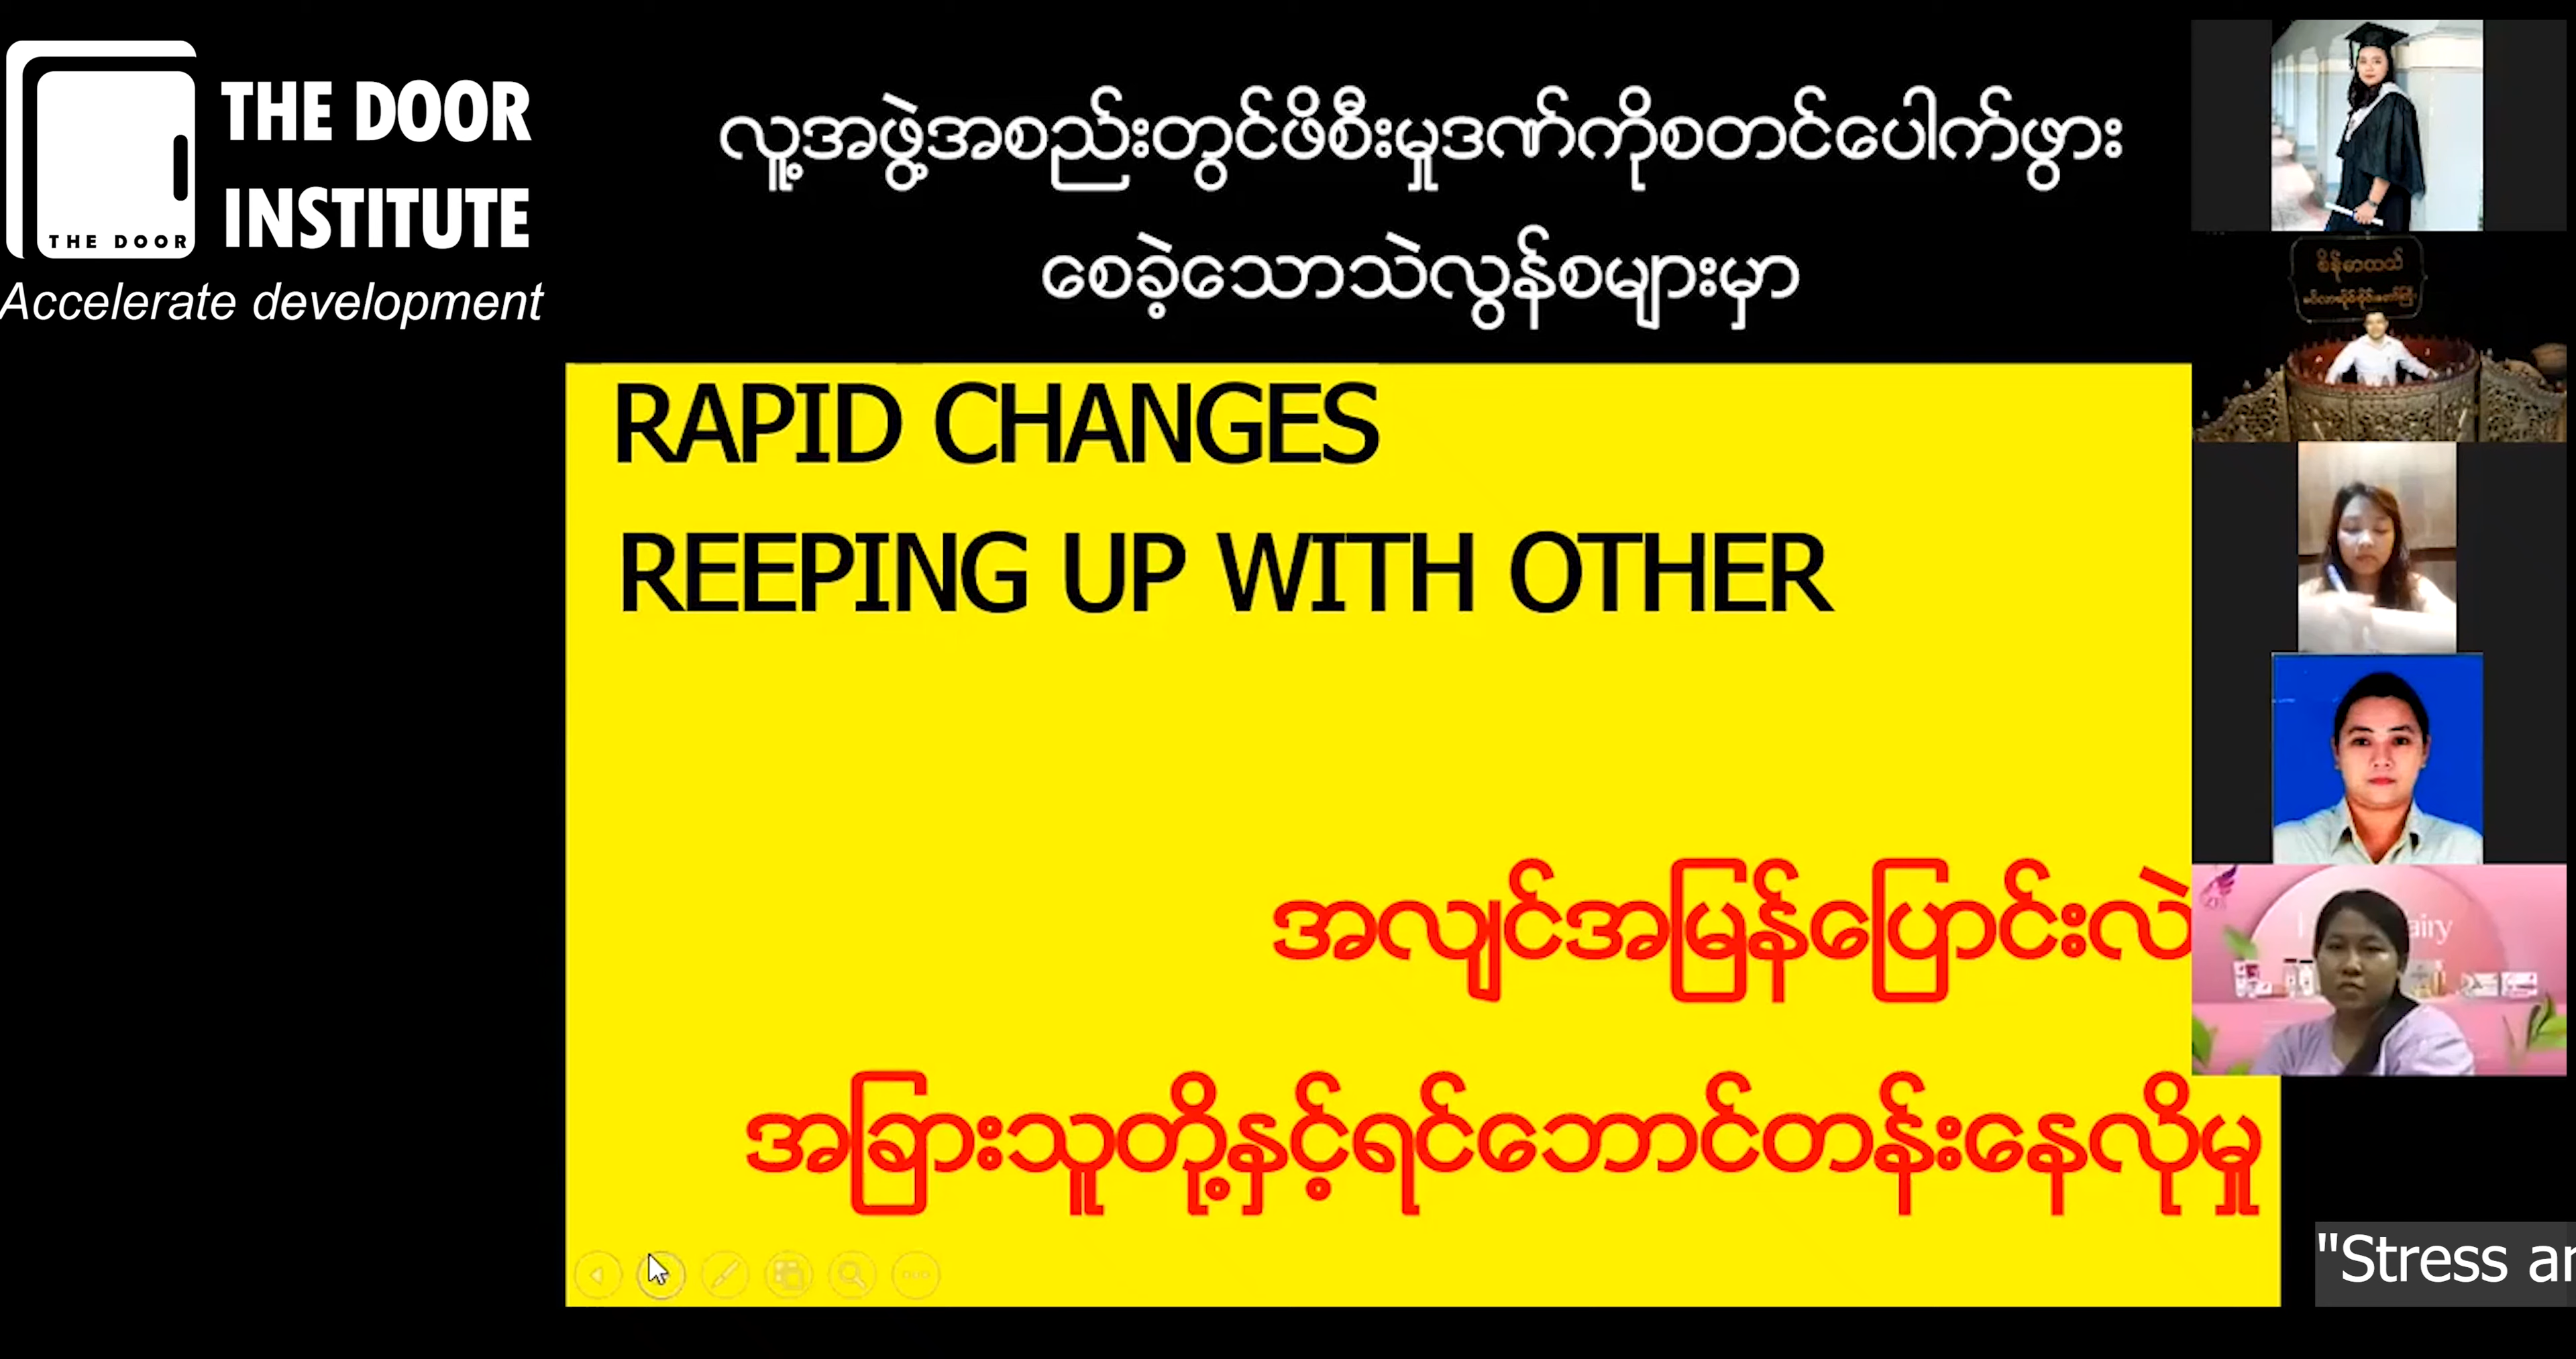 THE DOOR
INSTITUTE
THE DOOR
Accelerate development
လူ့အဖွဲ့အစည်းတွင်ဖိစီးမှုဒဏ်ကိုစတင်ပေါက်ဖွား
စေခဲ့သောသဲလွန်စများမှာ
RAPID CHANGES
REEPING UP WITH OTHER
အလျင်အမြန်ပြောင်းလဲ
အခြားသူတို့နှင့်ရင်ဘောင်တန်းနေလိုမှု
"Stress an